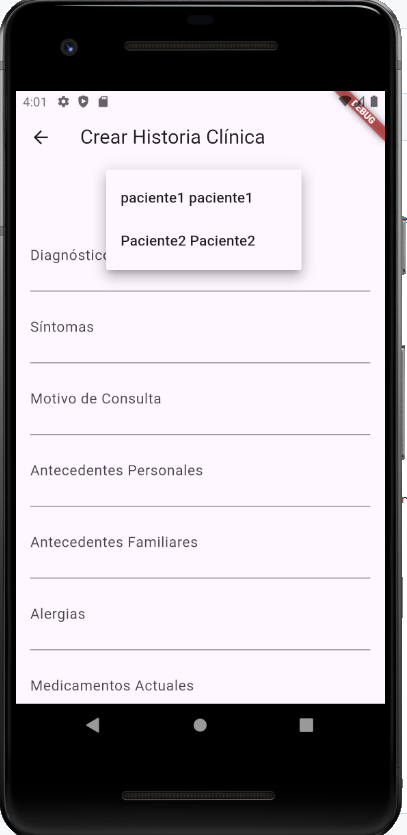 4:01
DEBUG
Crear Historia Clínica
paciente1 paciente1
Paciente2 Paciente2
Diagnóstico
Síntomas
Motivo de Consulta
Antecedentes Personales
Antecedentes Familiares
Alergias
Medicamentos Actuales